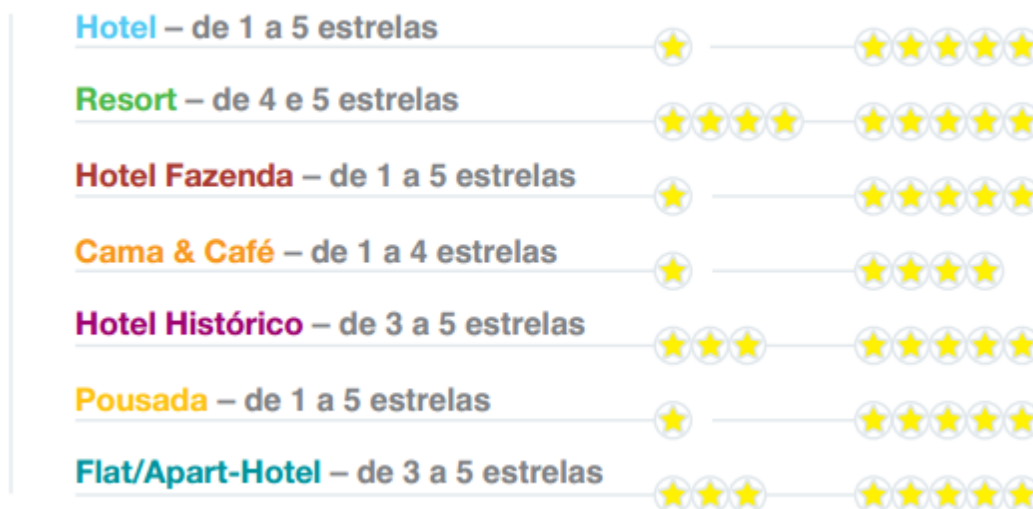 Hotel – de 1 a 5 estrelas
Resort – de 4 e 5 estrelas
Hotel Fazenda – de 1 a 5 estrelas
Cama & Café – de 1 a 4 estrelas
Hotel Histórico – de 3 a 5 estrelas
Pousada – de 1 a 5 estrelas
Flat/Apart-Hotel – de 3 a 5 estrelas